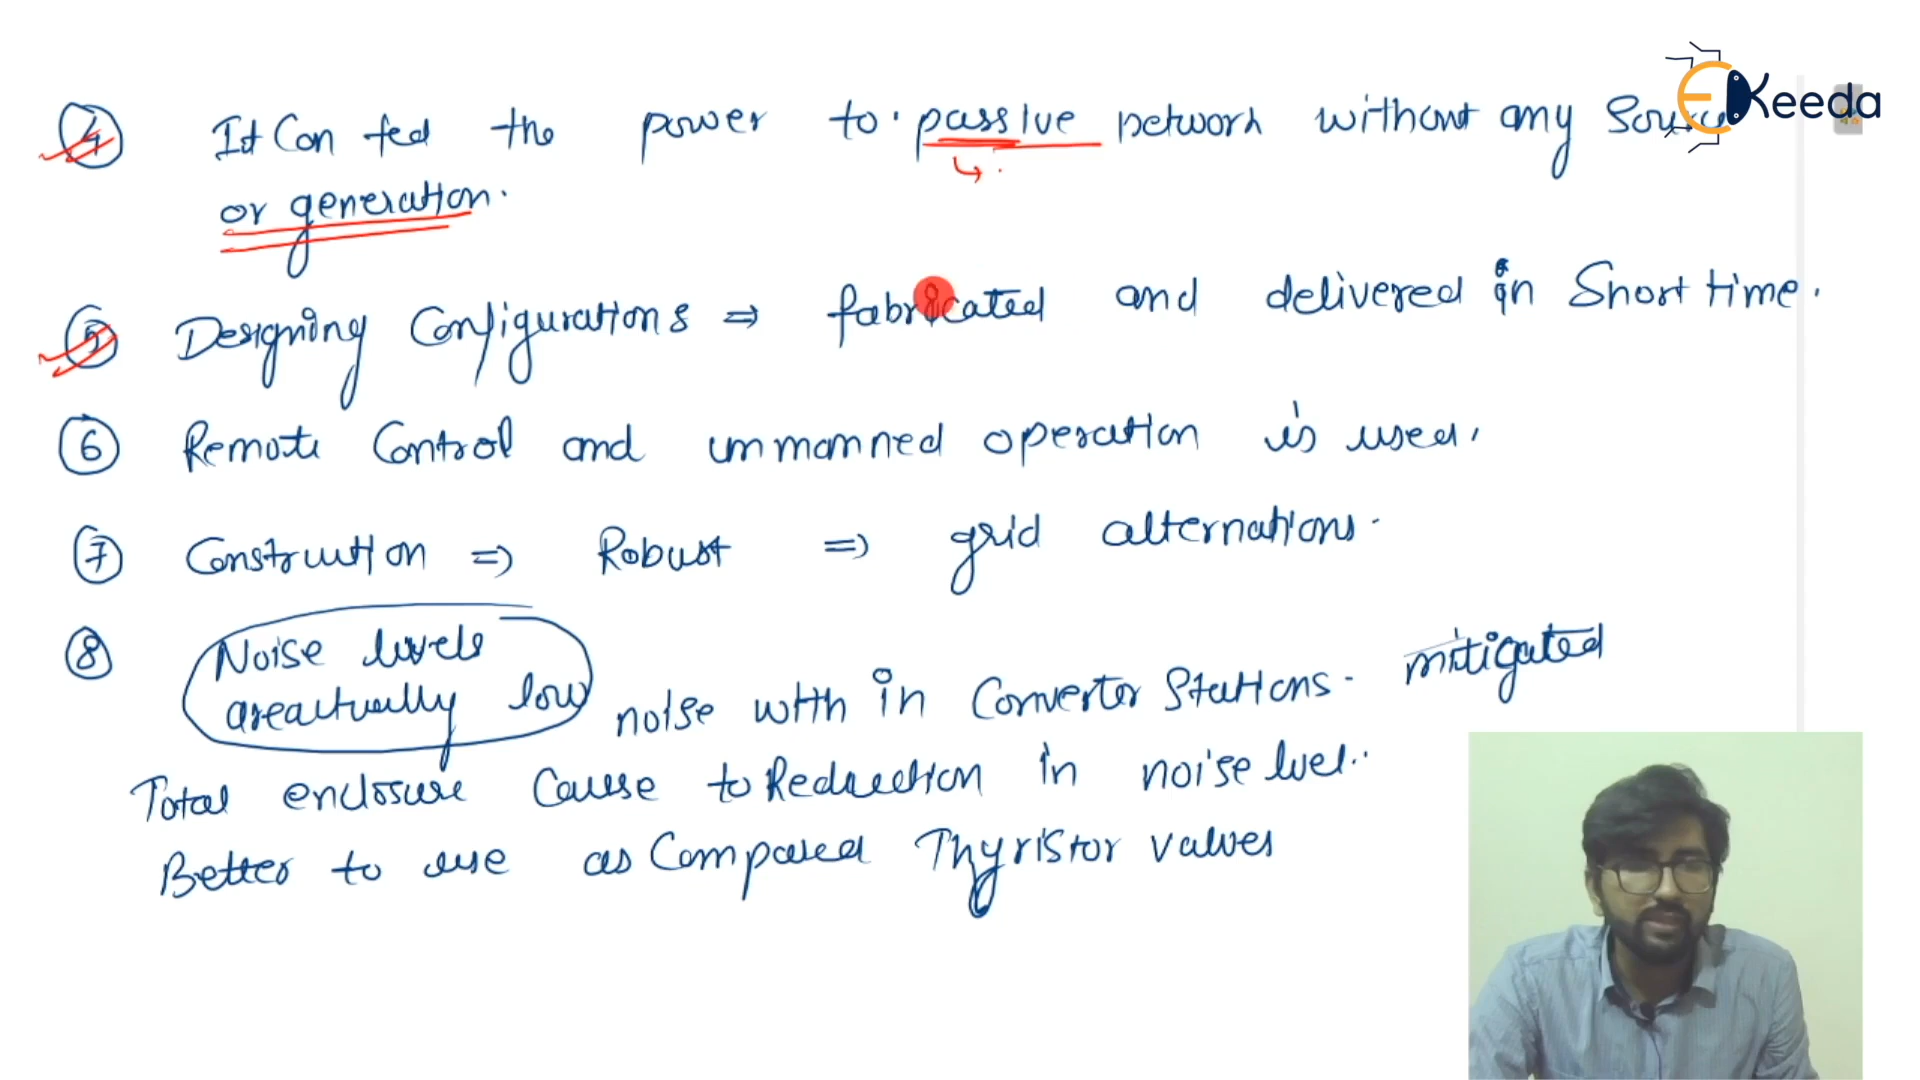 EKeeda
④ It Can fed the power to passive network without any Source
or generation.
⑤ Designing Configurations ⇒ fabricated and delivered in Short time.
⑥ Remote Control and unmanned operation is used.
⑦ Construction ⇒ Robust ⇒ grid alternations.
⑧ Noise levels
are actually low noise with in Converter Stations. mitigated
Total enclosure Cause to Reduction in noise level.
Better to use as Compared Thyristor valves